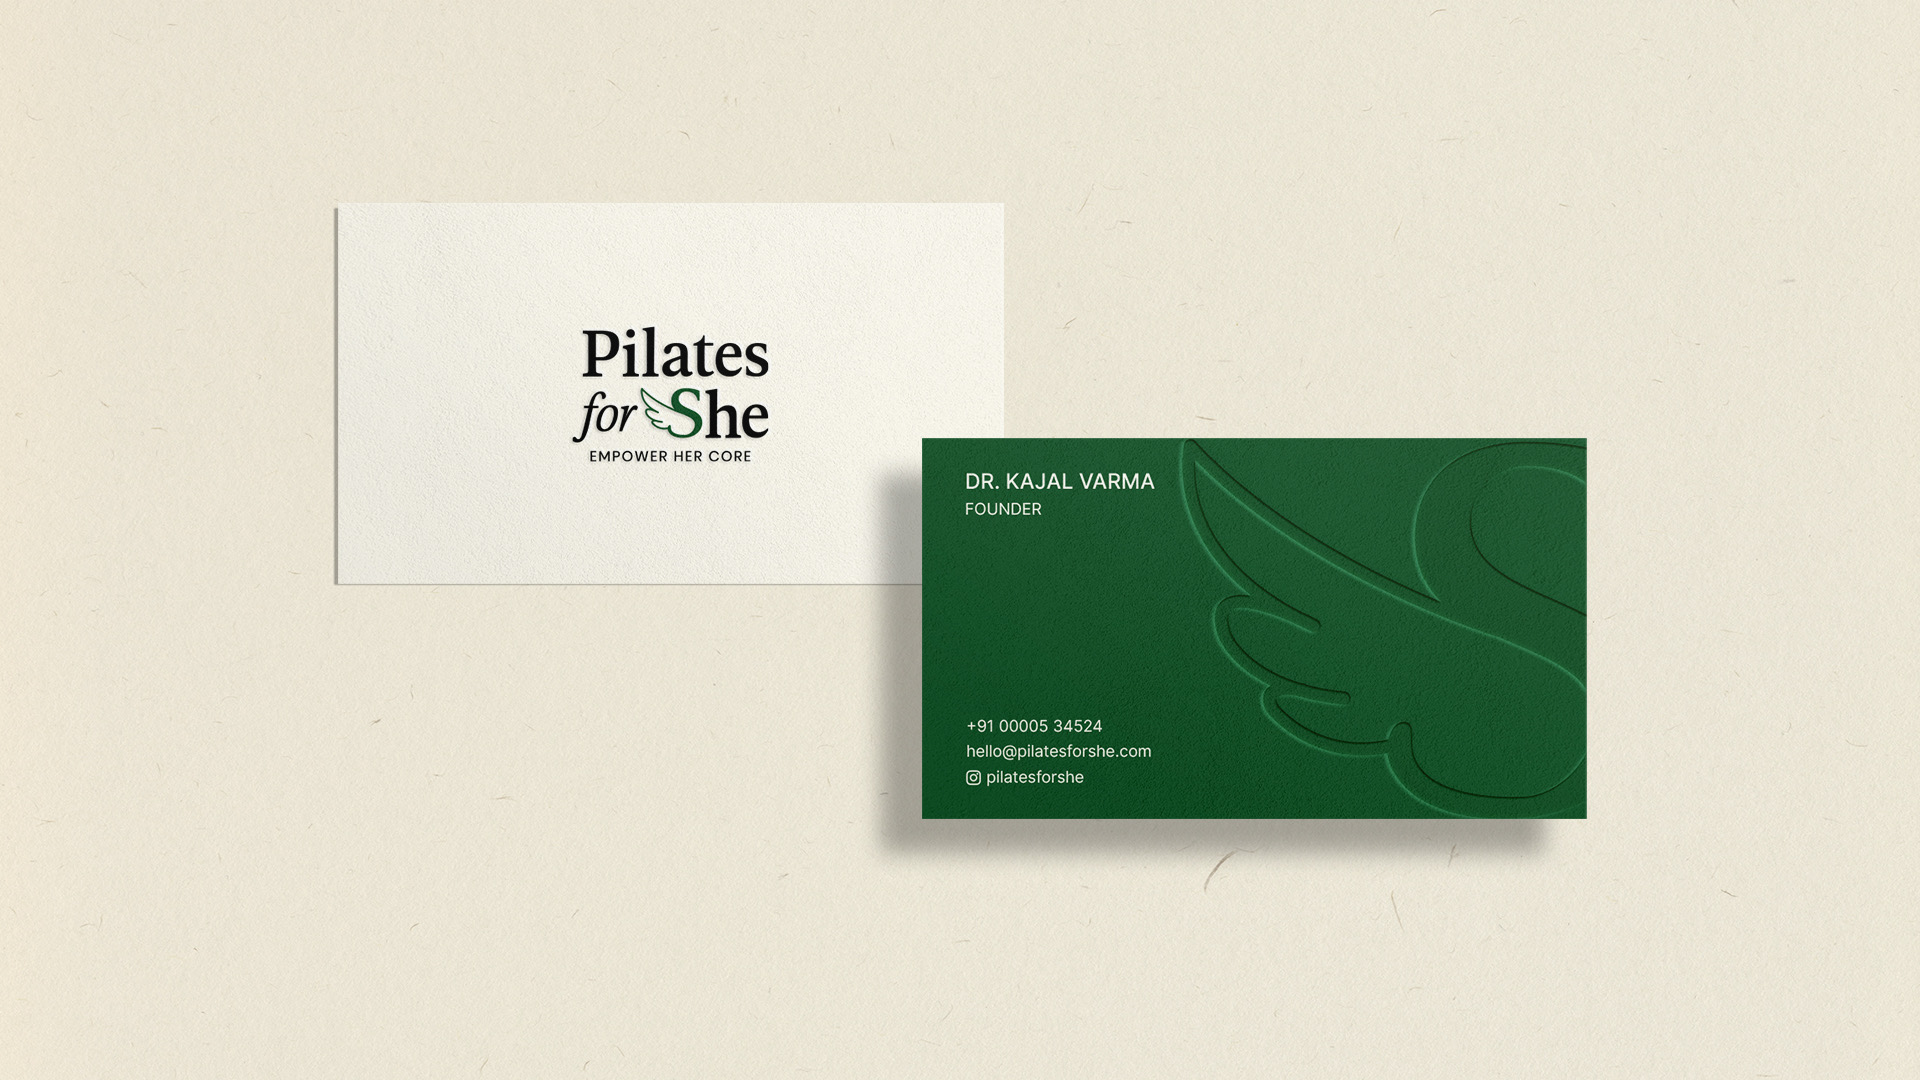 Pilates
for She
EMPOWER HER CORE
DR. KAJAL VARMA
FOUNDER
+91 00005 34524
hello@pilatesforshe.com
pilatesforshe